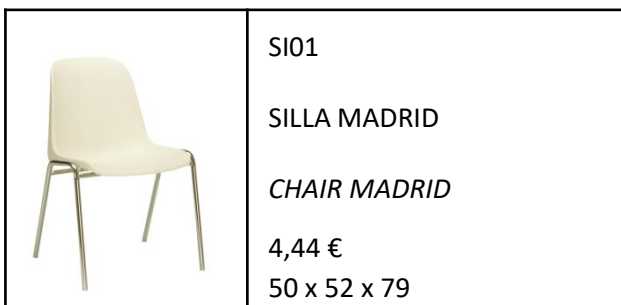 SI01
SILLA MADRID
CHAIR MADRID
4,44 €
50 x 52 x 79